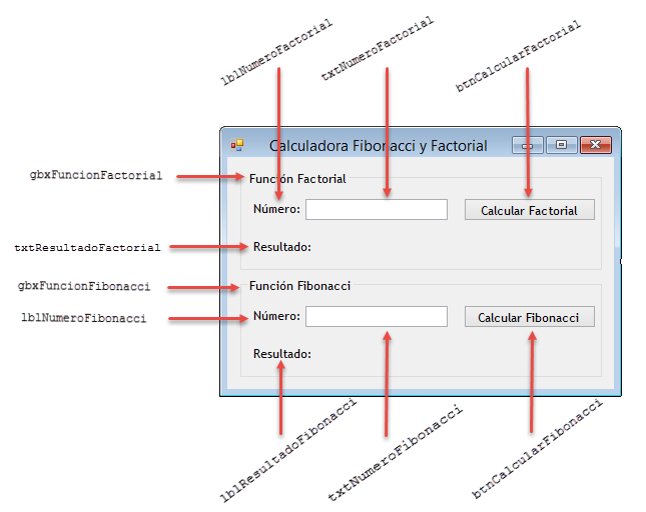 lblNumeroFactorial
txtNumeroFactorial
btnCalcularFactorial
Calculadora Fibonacci y Factorial
gbxFuncionFactorial
Función Factorial
Número:
Calcular Factorial
txtResultadoFactorial
Resultado:
gbxFuncionFibonacci
Función Fibonacci
lblNumeroFibonacci
Número:
Calcular Fibonacci
Resultado:
lblResultadoFibonacci
txtNumeroFibonacci
btnCalcularFibonacci